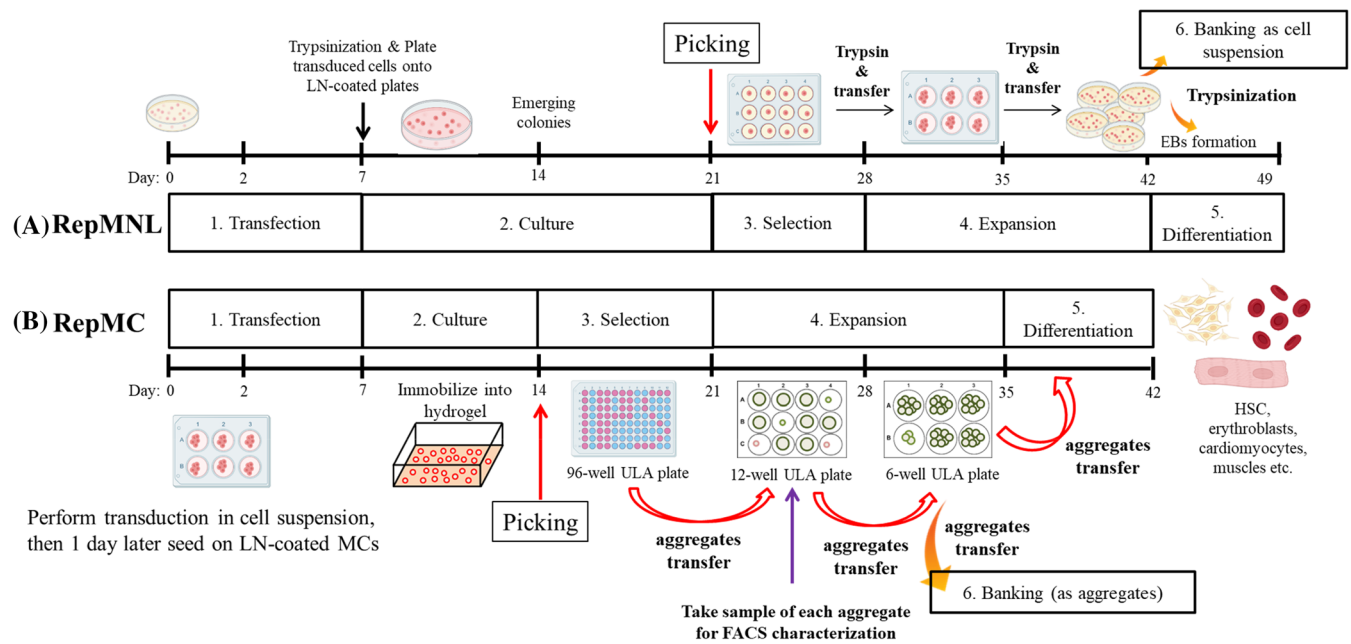 Trypsinization & Plate
transduced cells onto
LN-coated plates
Emerging
colonies
Picking
Trypsin
&
transfer
Trypsin
&
transfer
6. Banking as cell
suspension
Trypsinization
EBs formation
Day: 0 2 7 14 21 28 35 42 49
(A) RepMNL
1. Transfection
2. Culture
3. Selection
4. Expansion
5.
Differentiation
(B) RepMC
1. Transfection
2. Culture
3. Selection
4. Expansion
5.
Differentiation
Day: 0 2 7 14 21 28 35 42
Immobilize into
hydrogel
Picking
96-well ULA plate
12-well ULA plate
6-well ULA plate
aggregates
transfer
aggregates
transfer
aggregates
transfer
aggregates
transfer
HSC,
erythroblasts,
cardiomyocytes,
muscles etc.
Perform transduction in cell suspension,
then 1 day later seed on LN-coated MCs
Take sample of each aggregate
for FACS characterization
6. Banking (as aggregates)